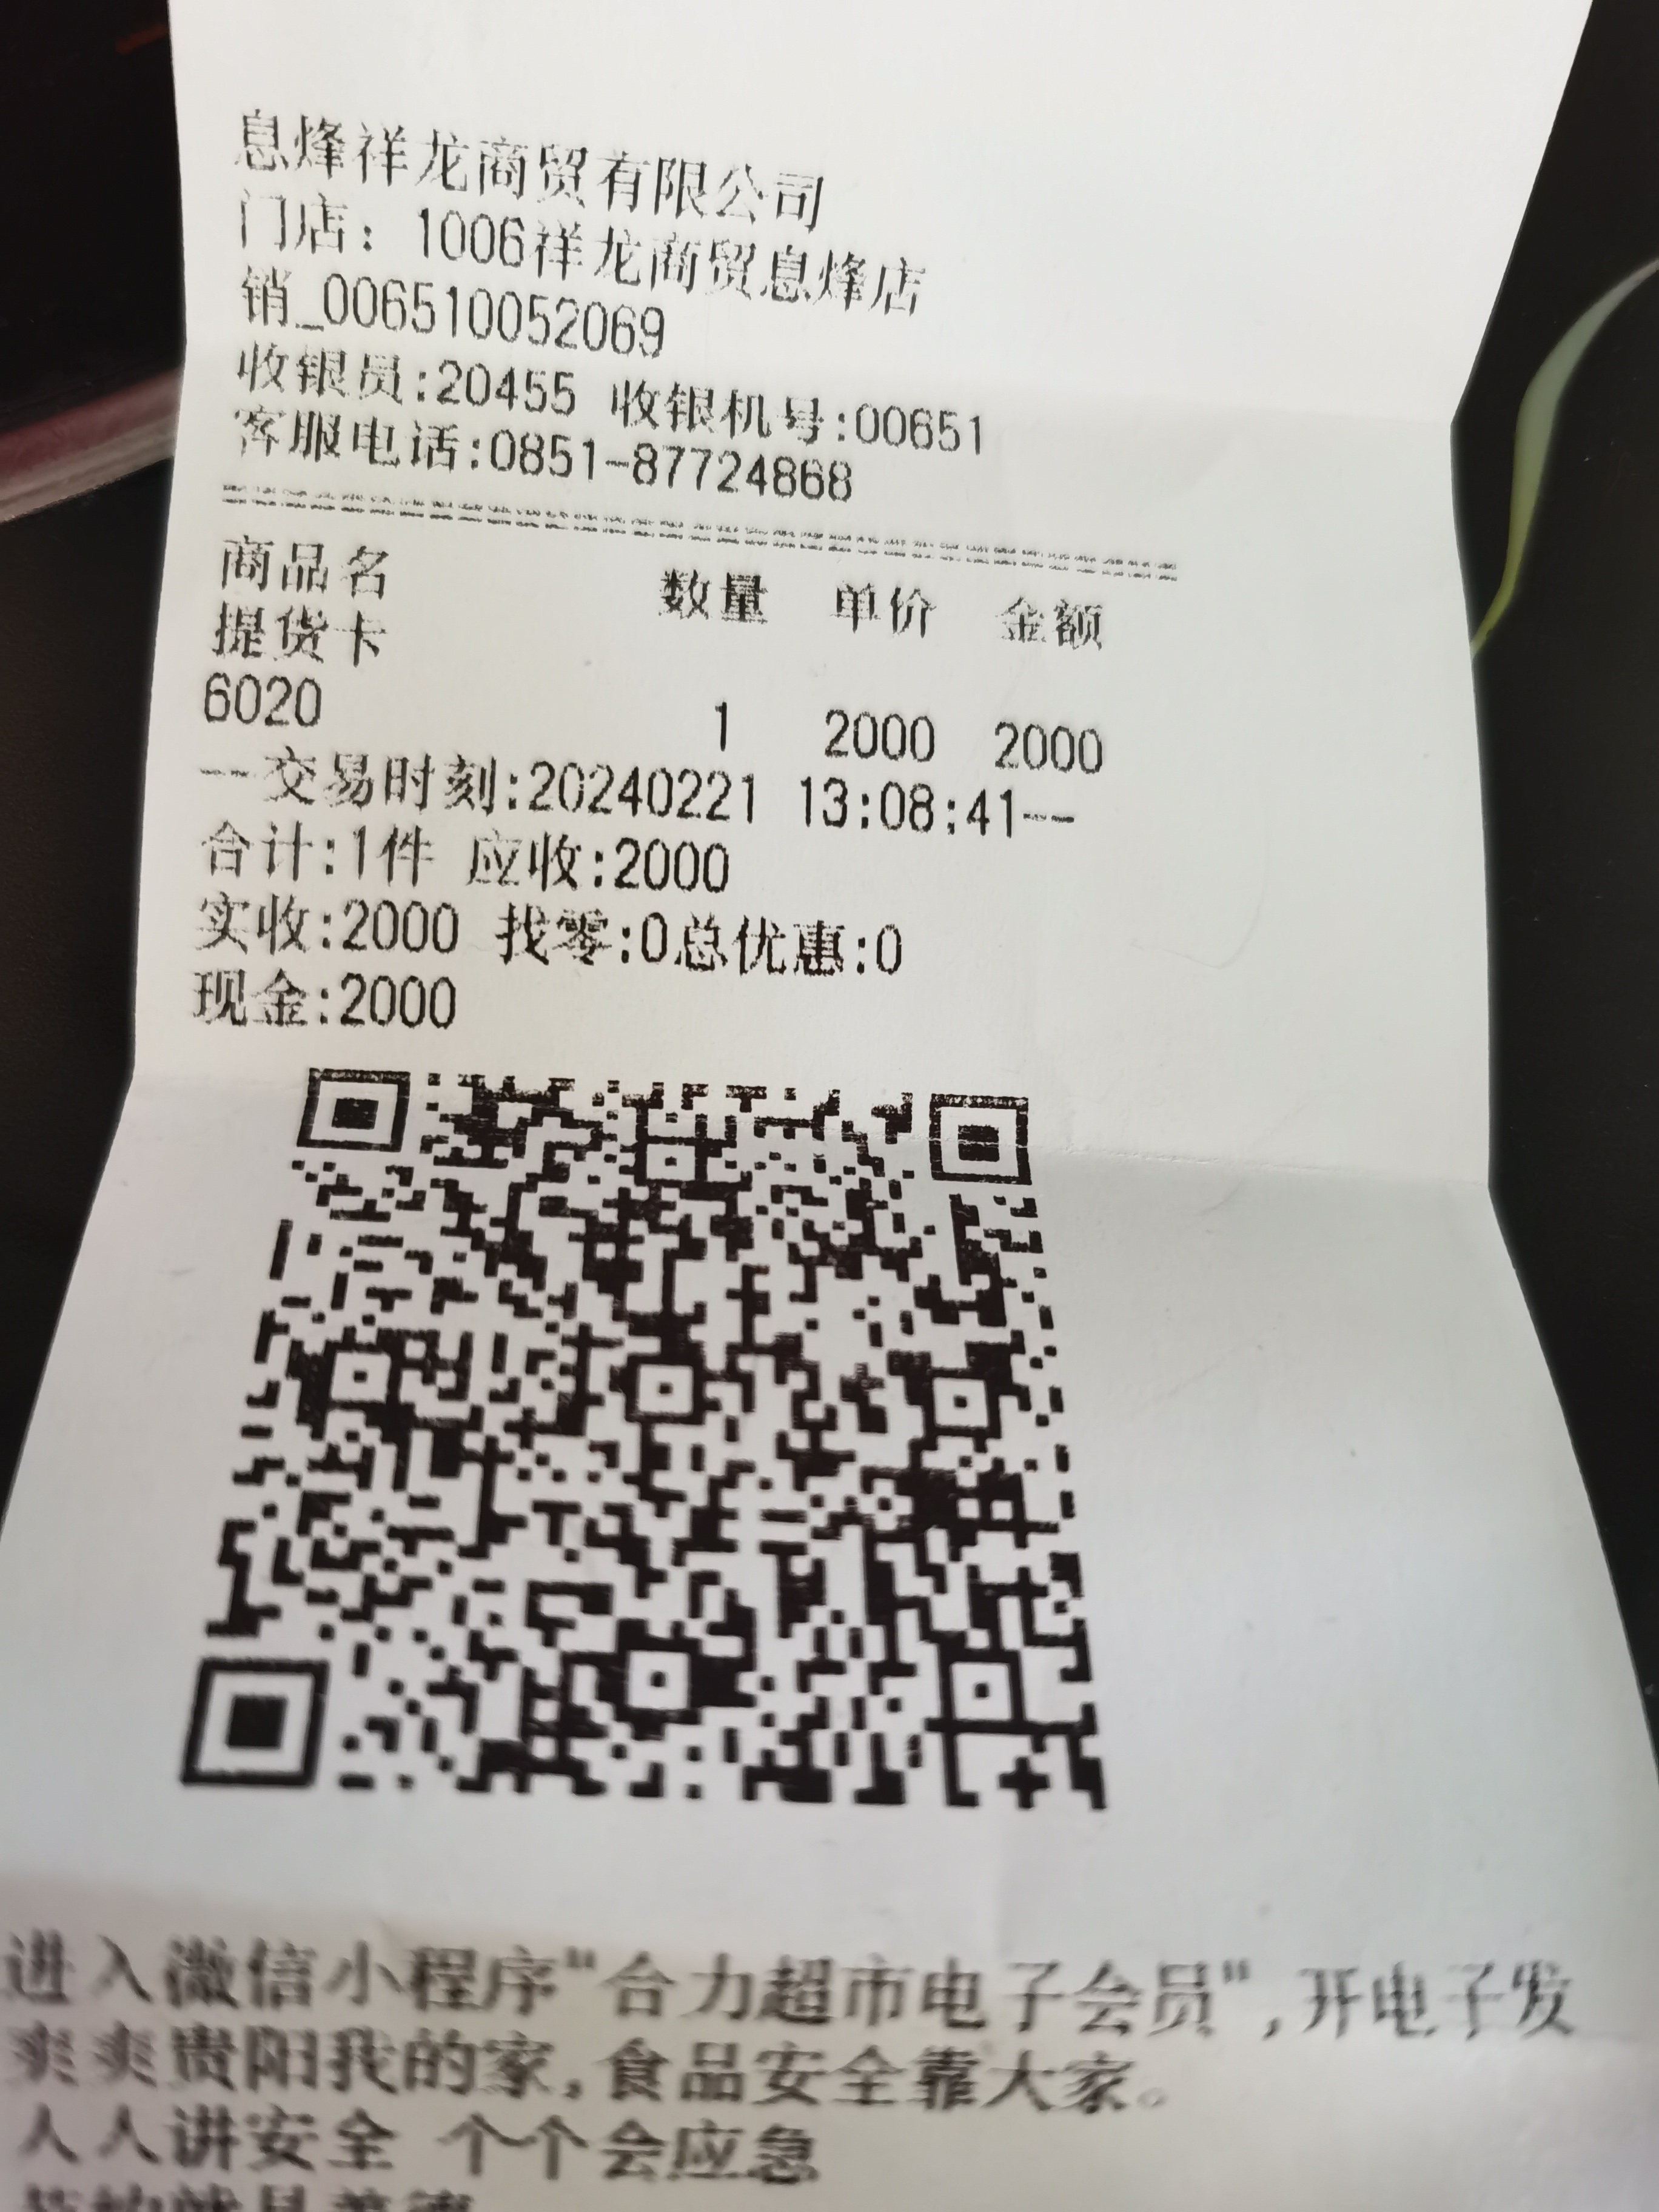 息烽祥龙商贸有限公司
门店：1006祥龙商贸息烽店
销_006510052069
收银员:20455 收银机号:00651
客服电话:0851-87724868
商品名 数量 单价 金额
提货卡
6020 1 2000 2000
--交易时刻:20240221 13:08:41--
合计:1件 应收:2000
实收:2000 找零:0总优惠:0
现金:2000
进入微信小程序"合力超市电子会员",开电子发
爽爽贵阳我的家,食品安全靠大家。
人人讲安全 个个会应急